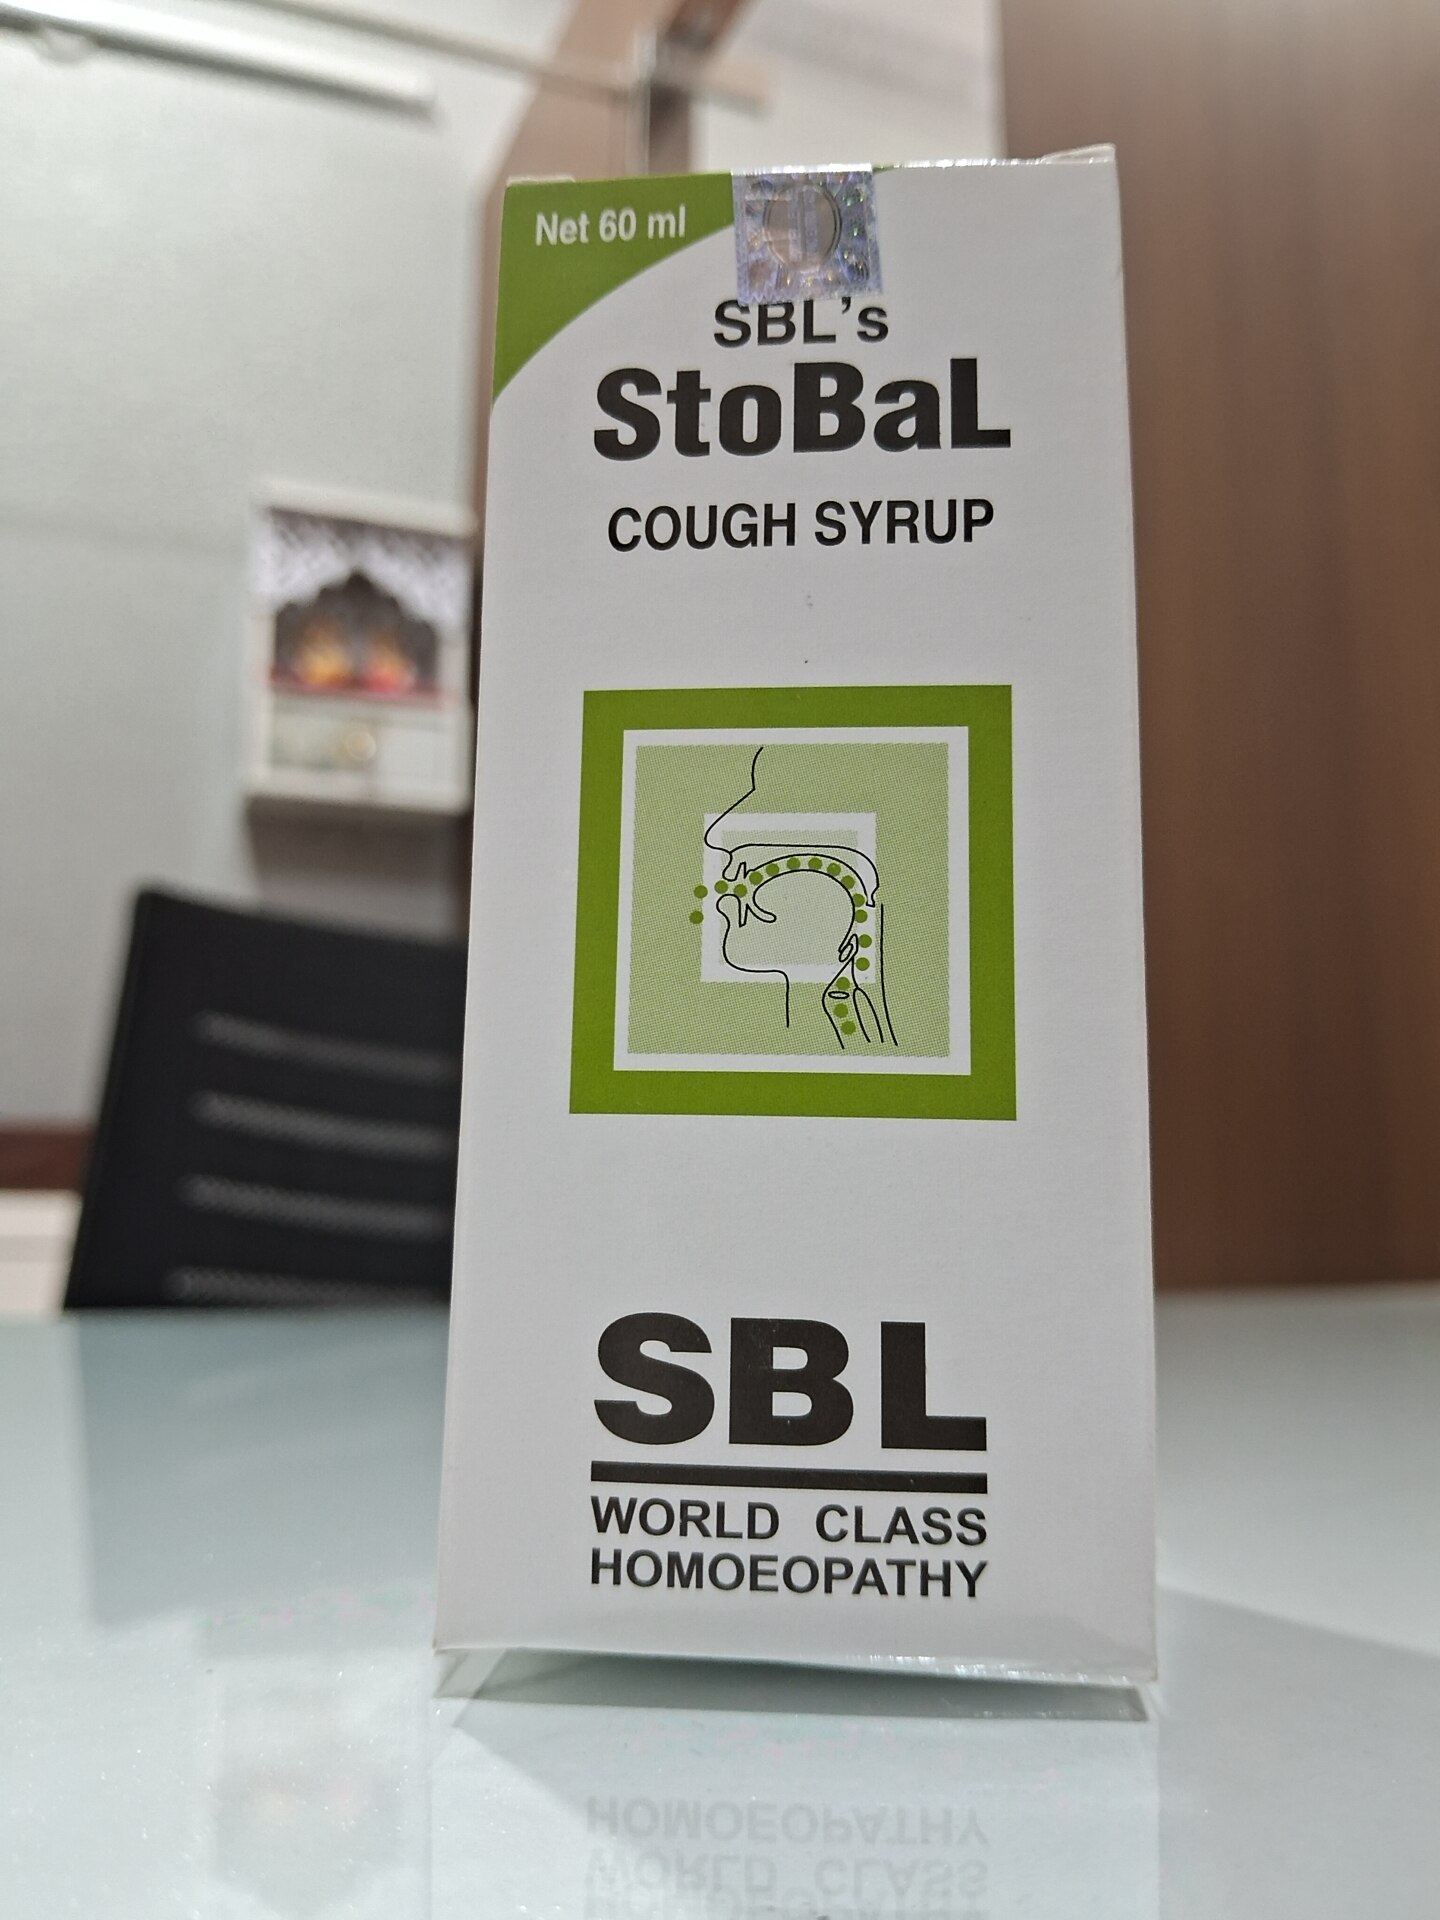 Net 60 ml
SBL's
StoBaL
COUGH SYRUP
SBL
WORLD CLASS
HOMOEOPATHY